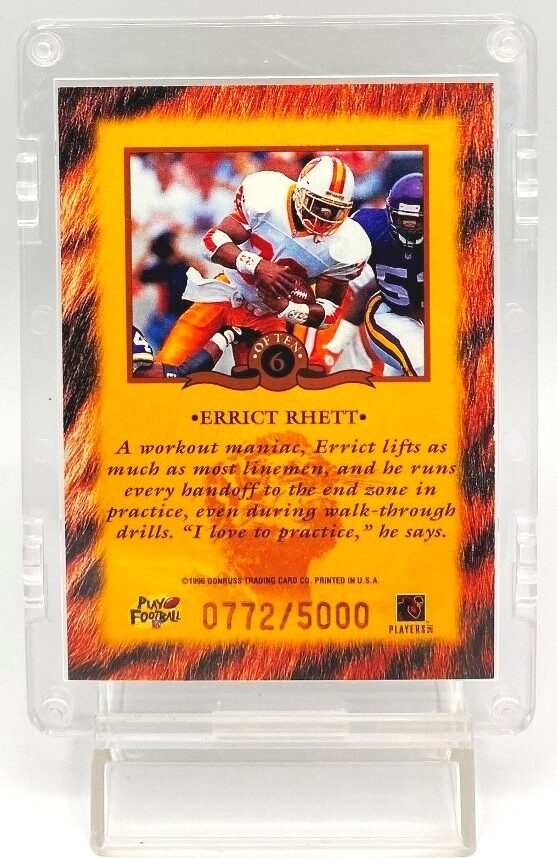 OF TEN
6
•ERRICT RHETT•
A workout maniac, Errict lifts as
much as most linemen, and he runs
every handoff to the end zone in
practice, even during walk-through
drills. “I love to practice,” he says.
©1996 DONRUSS TRADING CARD CO. PRINTED IN U.S.A.
PLAY
FOOTBALL
0772/5000
PLAYERS